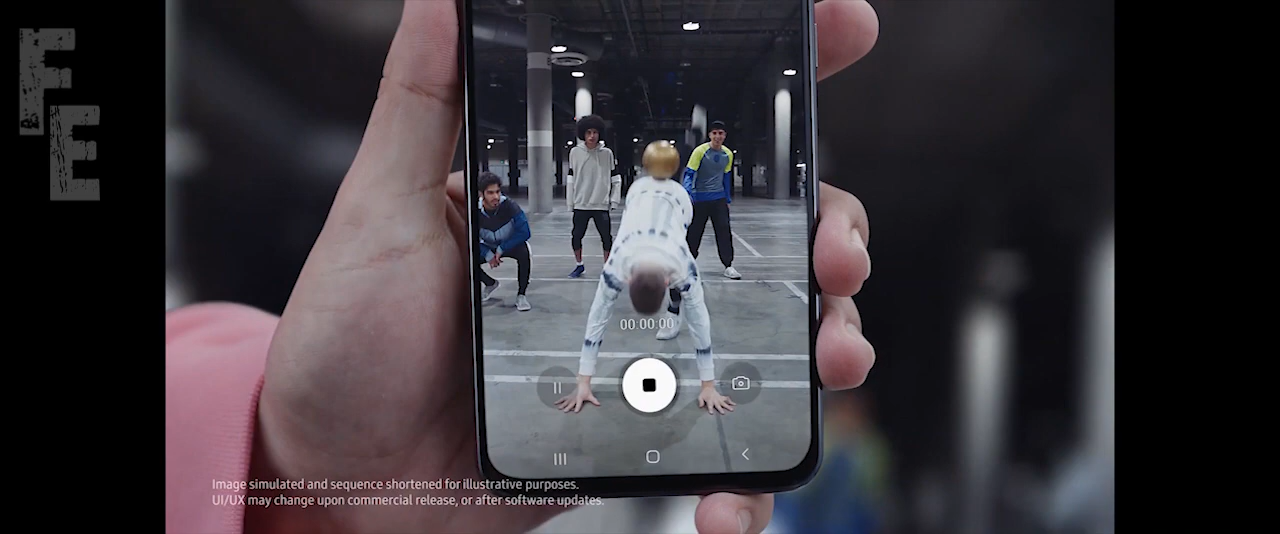 FE
00:00:00
Image simulated and sequence shortened for illustrative purposes.
UI/UX may change upon commercial release, or after software updates.